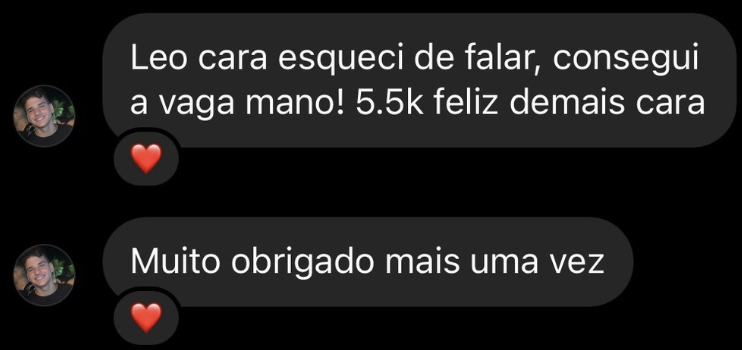 Leo cara esqueci de falar, consegui
a vaga mano! 5.5k feliz demais cara
Muito obrigado mais uma vez